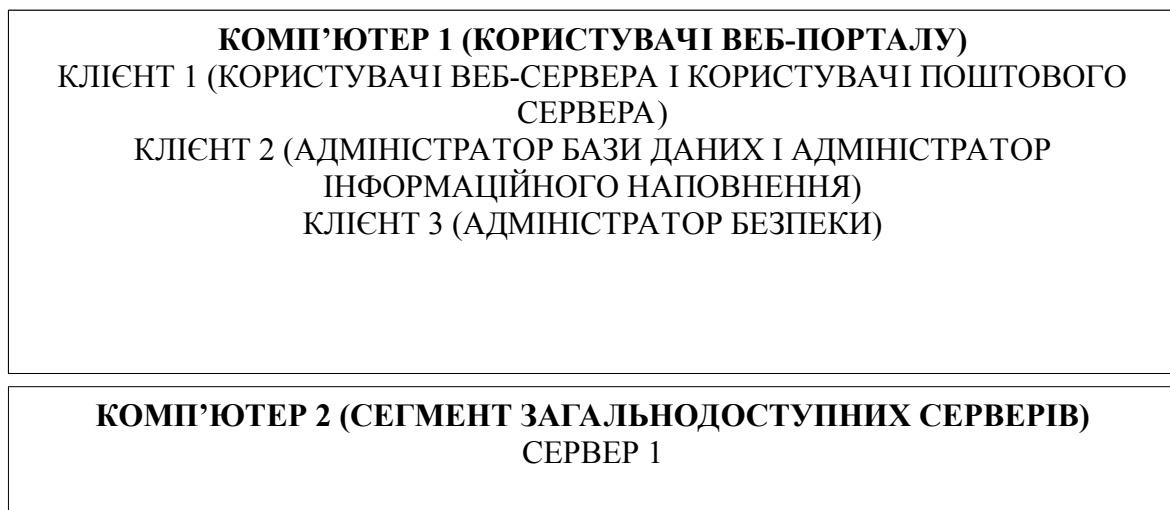 КОМП’ЮТЕР 1 (КОРИСТУВАЧІ ВЕБ-ПОРТАЛУ)
КЛІЄНТ 1 (КОРИСТУВАЧІ ВЕБ-СЕРВЕРА І КОРИСТУВАЧІ ПОШТОВОГО
СЕРВЕРА)
КЛІЄНТ 2 (АДМІНІСТРАТОР БАЗИ ДАНИХ І АДМІНІСТРАТОР
ІНФОРМАЦІЙНОГО НАПОВНЕННЯ)
КЛІЄНТ 3 (АДМІНІСТРАТОР БЕЗПЕКИ)
КОМП’ЮТЕР 2 (СЕГМЕНТ ЗАГАЛЬНОДОСТУПНИХ СЕРВЕРІВ)
СЕРВЕР 1